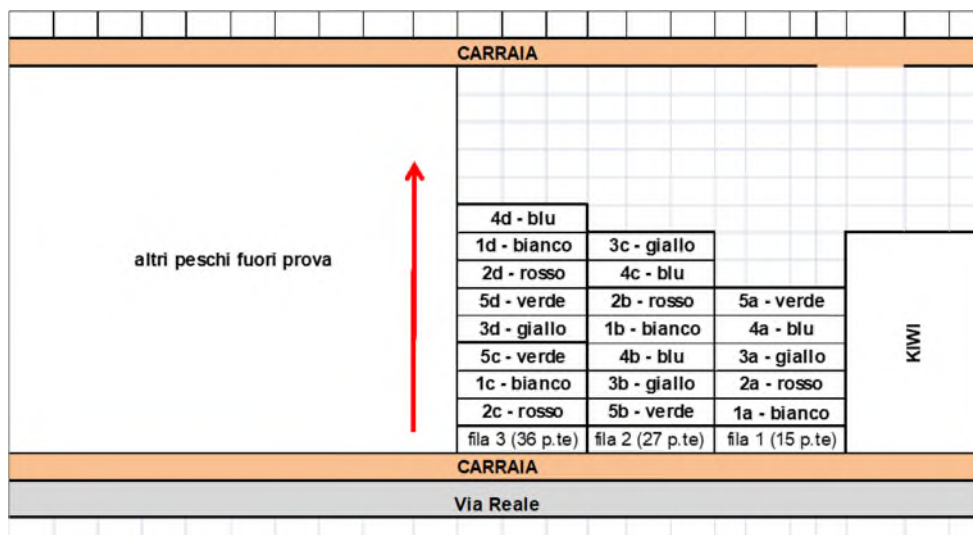 CARRAIA
4d - blu
1d - bianco 3c - giallo
altri peschi fuori prova 2d - rosso 4c - blu
5d - verde 2b - rosso 5a - verde
3d - giallo 1b - bianco 4a - blu
KIWI
5c - verde 4b - blu 3a - giallo
1c - bianco 3b - giallo 2a - rosso
2c - rosso 5b - verde 1a - bianco
fila 3 (36 p.te) fila 2 (27 p.te) fila 1 (15 p.te)
CARRAIA
Via Reale